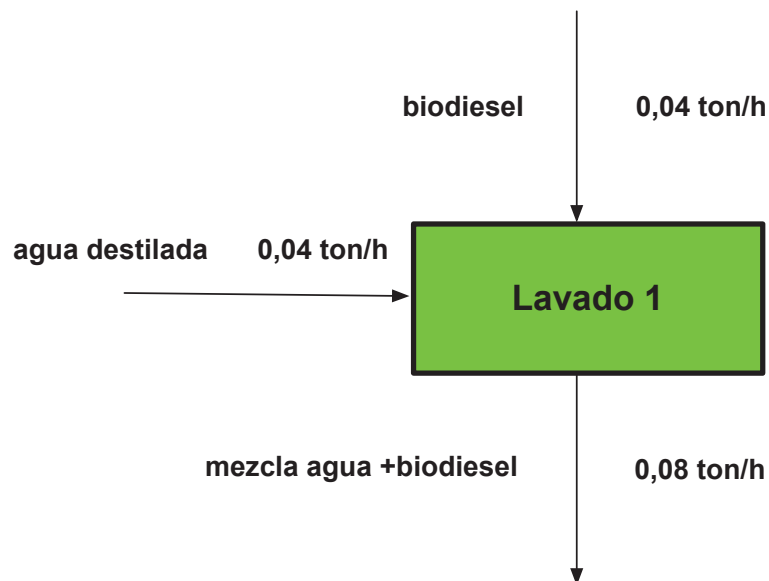 biodiesel 0,04 ton/h
agua destilada 0,04 ton/h
Lavado 1
mezcla agua +biodiesel 0,08 ton/h